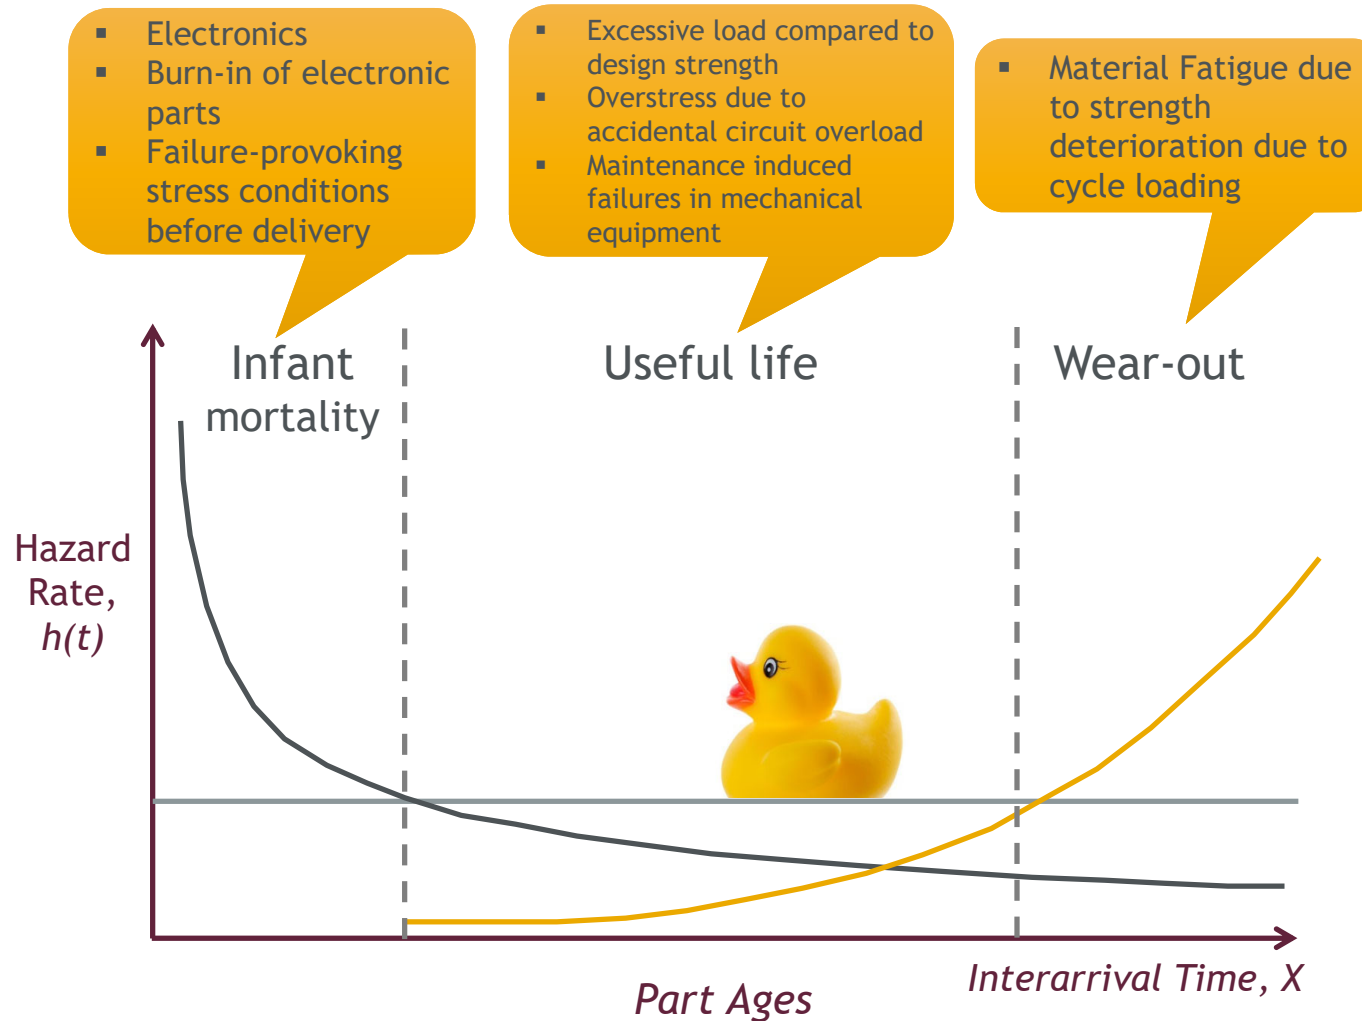 ▪ Electronics
▪ Burn-in of electronic
parts
▪ Failure-provoking
stress conditions
before delivery
▪ Excessive load compared to
design strength
▪ Overstress due to
accidental circuit overload
▪ Maintenance induced
failures in mechanical
equipment
▪ Material Fatigue due
to strength
deterioration due to
cycle loading
Infant
mortality
Useful life
Wear-out
Hazard
Rate,
h(t)
Part Ages
Interarrival Time, X